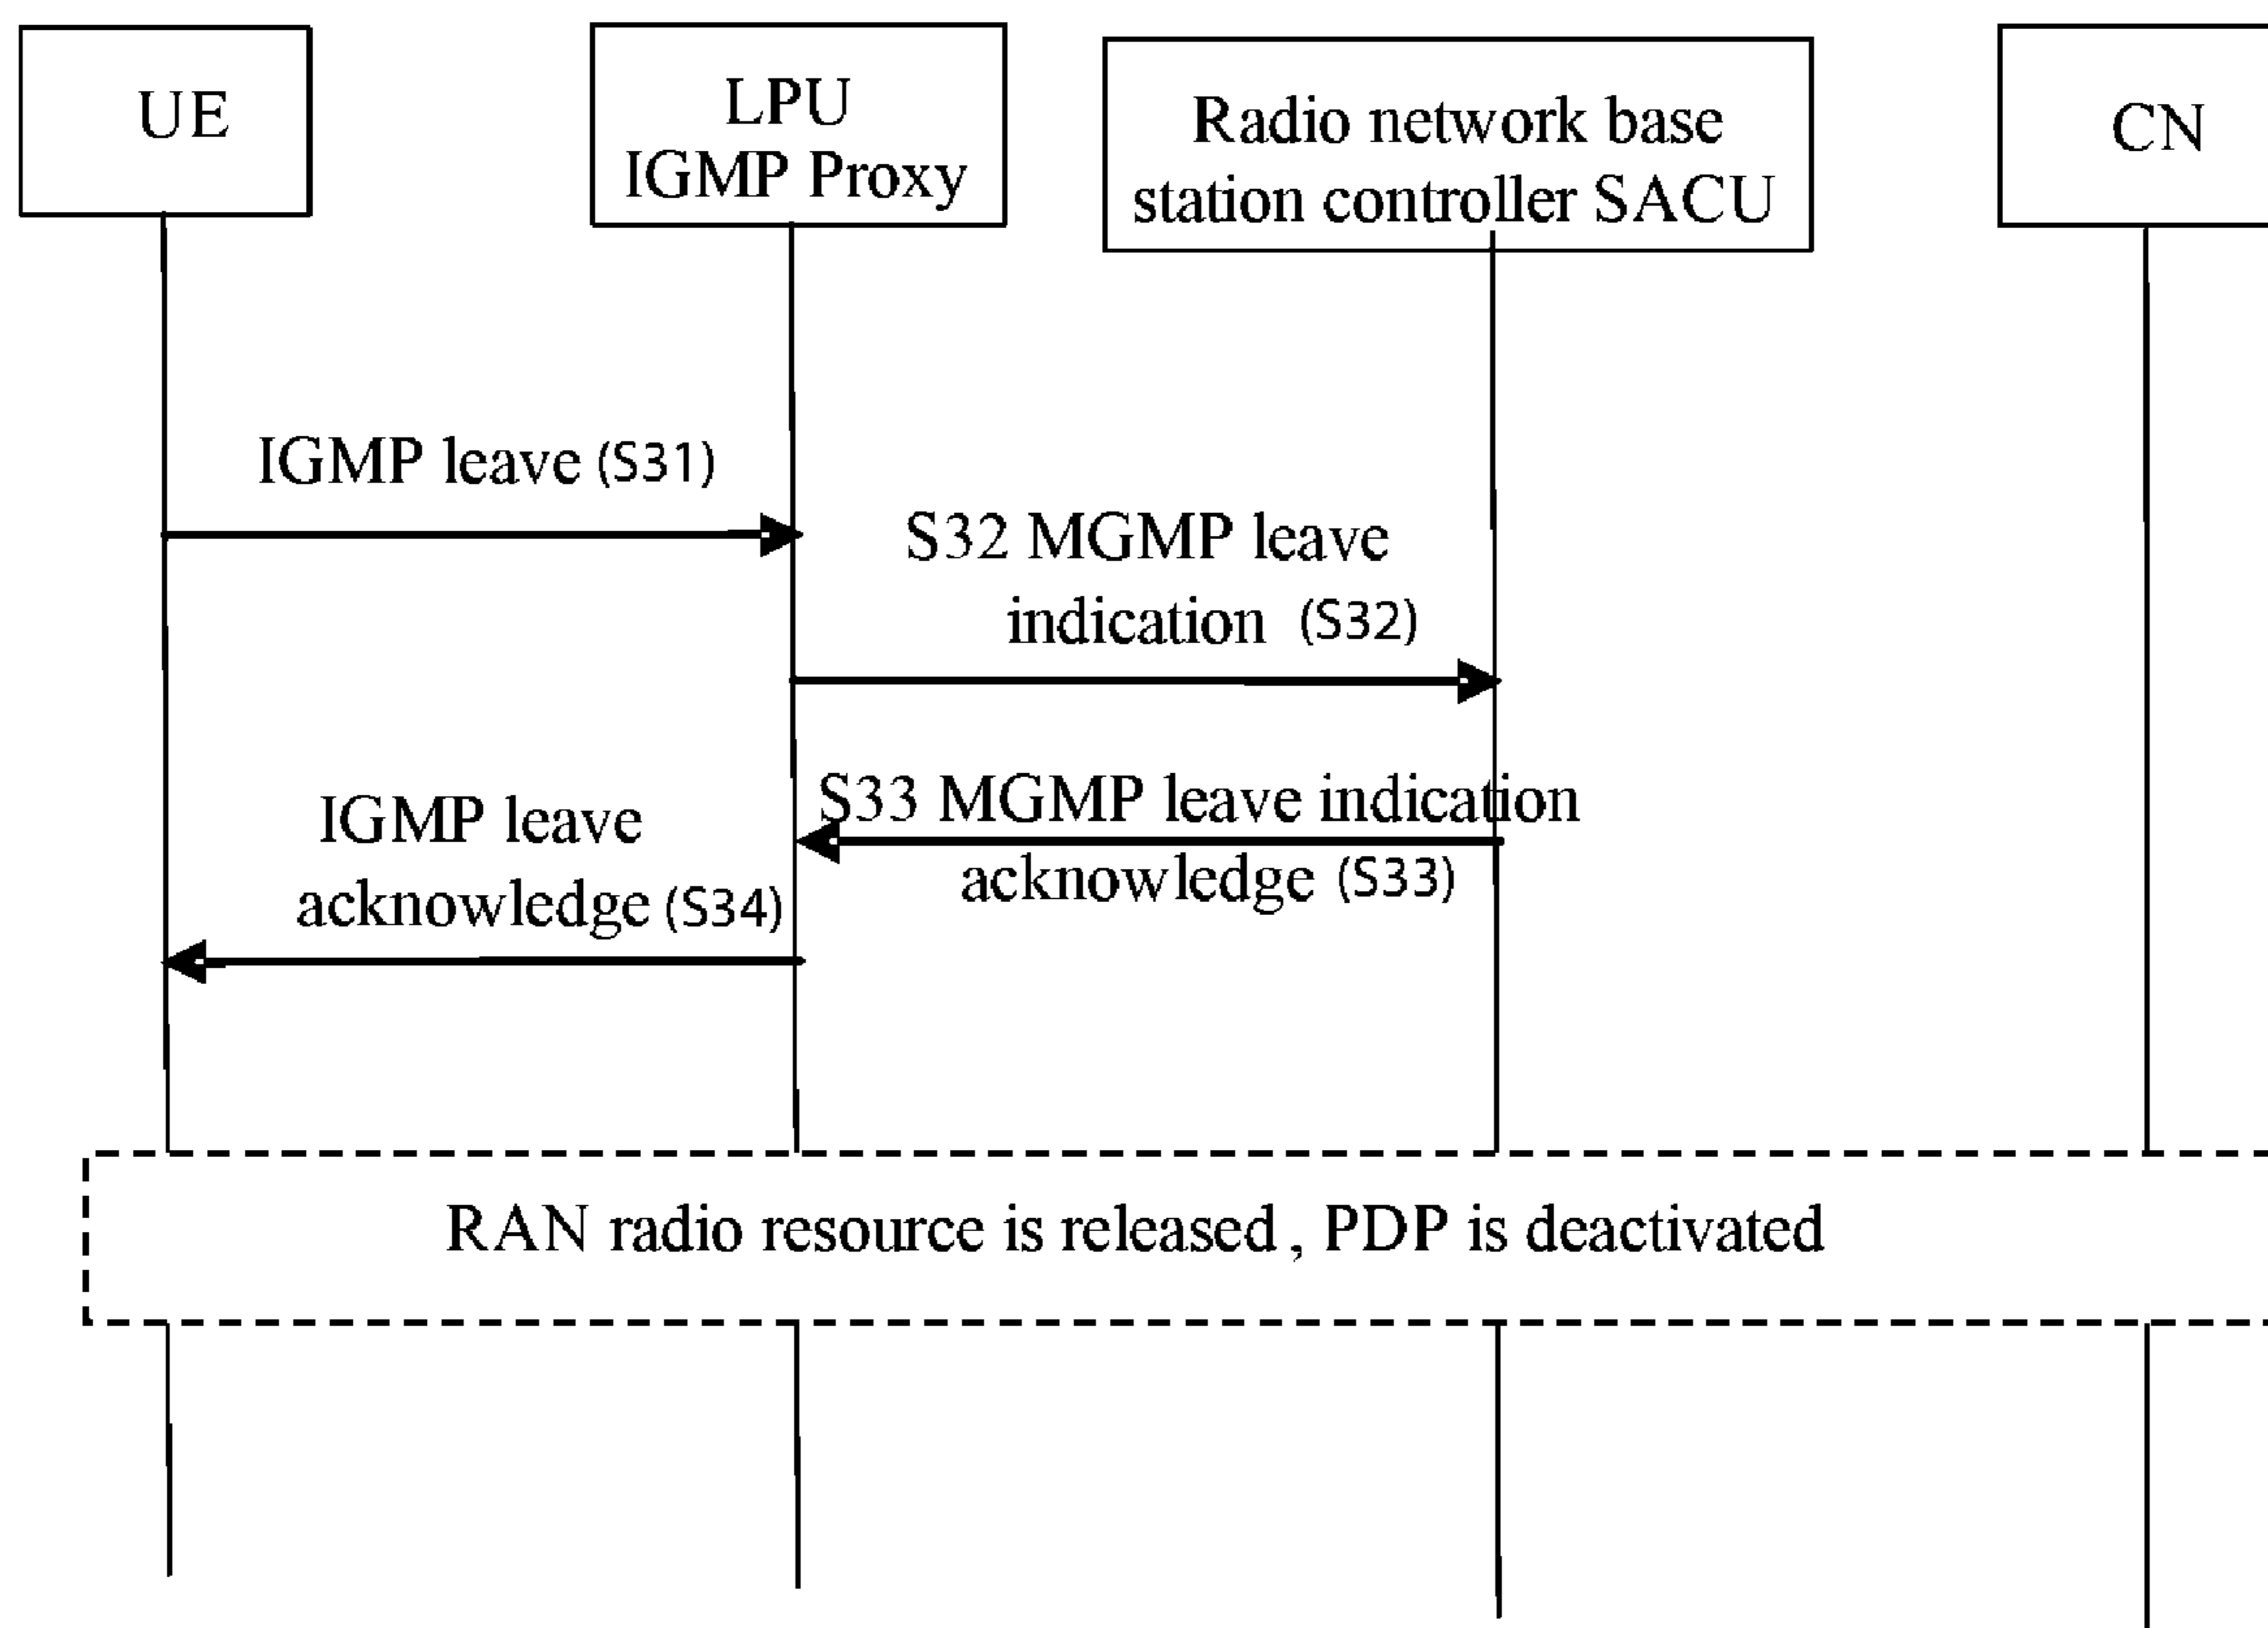 UE
LPU
IGMP Proxy
Radio network base
station controller SACU
CN
IGMP leave (S31)
S32 MGMP leave
indication (S32)
S33 MGMP leave indication
acknowledge (S33)
IGMP leave
acknowledge (S34)
RAN radio resource is released, PDP is deactivated